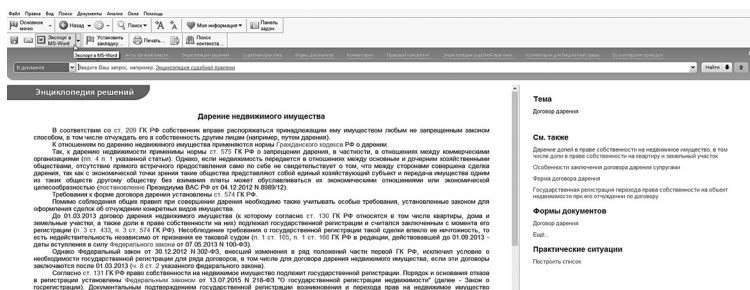 Файл Правка Вид Поиск Документы Анализ Окна Помощь
Основное меню Назад Поиск Моя информация Панель задач
Экспорт в MS-Word Установить закладку... Печать... Поиск контекста...
Экспорт в MS-Word
В документе Введите Ваш запрос, например, Энциклопедия судебной практики Найти
Энциклопедия решений
Дарение недвижимого имущества
В соответствии со ст. 209 ГК РФ собственник вправе распоряжаться принадлежащим ему имуществом любым не запрещенным законом
способом, в том числе отчуждать его в собственность другим лицам (например, путем дарения).
К отношениям по дарению недвижимого имущества применяются нормы Гражданского кодекса РФ о дарении.
Так, к дарению недвижимости применимы нормы ст. 575 ГК РФ о запрещении дарения, в частности, в отношениях между коммерческими
организациями (пп. 4 п. 1 указанной статьи). Однако, если недвижимость передается в отношениях между основным и дочерним хозяйственными
обществами, отсутствие прямого встречного предоставления само по себе не свидетельствует о том, что между сторонами совершена сделка
дарения, так как с экономической точки зрения такие общества представляют собой единый хозяйствующий субъект и передача имущества одним
из таких обществ другому обществу без взимания платы может обуславливаться их экономическими отношениями или экономической
целесообразностью (постановление Президиума ВАС РФ от 04.12.2012 N 8989/12).
Требования к форме договора дарения установлены ст. 574 ГК РФ.
Помимо соблюдения общих правил при совершении дарения необходимо также учитывать особые требования, установленные законом для
оформления сделок об отчуждении конкретных видов имущества.
До 01.03.2013 договор дарения недвижимого имущества (к которому согласно ст. 130 ГК РФ относятся в том числе квартиры, дома и
земельные участки, а также доли в праве собственности на них) подлежал государственной регистрации и считался заключенным с момента его
регистрации (п. 3 ст. 433, п. 3 ст. 574 ГК РФ). Несоблюдение требования о государственной регистрации такой сделки влекло ее ничтожность, то
есть недействительность независимо от признания ее таковой судом (п. 1 ст. 165, п. 1 ст. 166 ГК РФ в редакции, действовавшей до 01.09.2013 -
даты вступления в силу Федерального закона от 07.05.2013 N 100-ФЗ).
Однако Федеральный закон от 30.12.2012 N 302-ФЗ, внесший изменения в ряд положений части первой ГК РФ, исключил условие о
необходимости государственной регистрации для ряда договоров, в том числе для договора дарения недвижимого имущества, если эти договоры
заключаются после 01.03.2013 (ч. 8 ст. 2 указанного федерального закона).
Согласно ст. 131 ГК РФ право собственности на недвижимое имущество подлежит государственной регистрации. Порядок и основания отказа
в регистрации установлены Федеральным законом от 13.07.2015 N 218-ФЗ "О государственной регистрации недвижимости" (далее - Закон о
госрегистрации). Документальным подтверждением государственной регистрации возникновения и перехода прав на недвижимое имущество
Тема
Договор дарения
См. также
Дарение долей в праве собственности на недвижимое имущество, в том
числе доли в праве собственности на квартиру и земельный участок
Особенности заключения договора дарения супругами
Форма договора дарения
Государственная регистрация перехода права собственности на объект
недвижимости при его отчуждении по договору
Формы документов
Договор дарения
Ещё...
Практические ситуации
Построить список